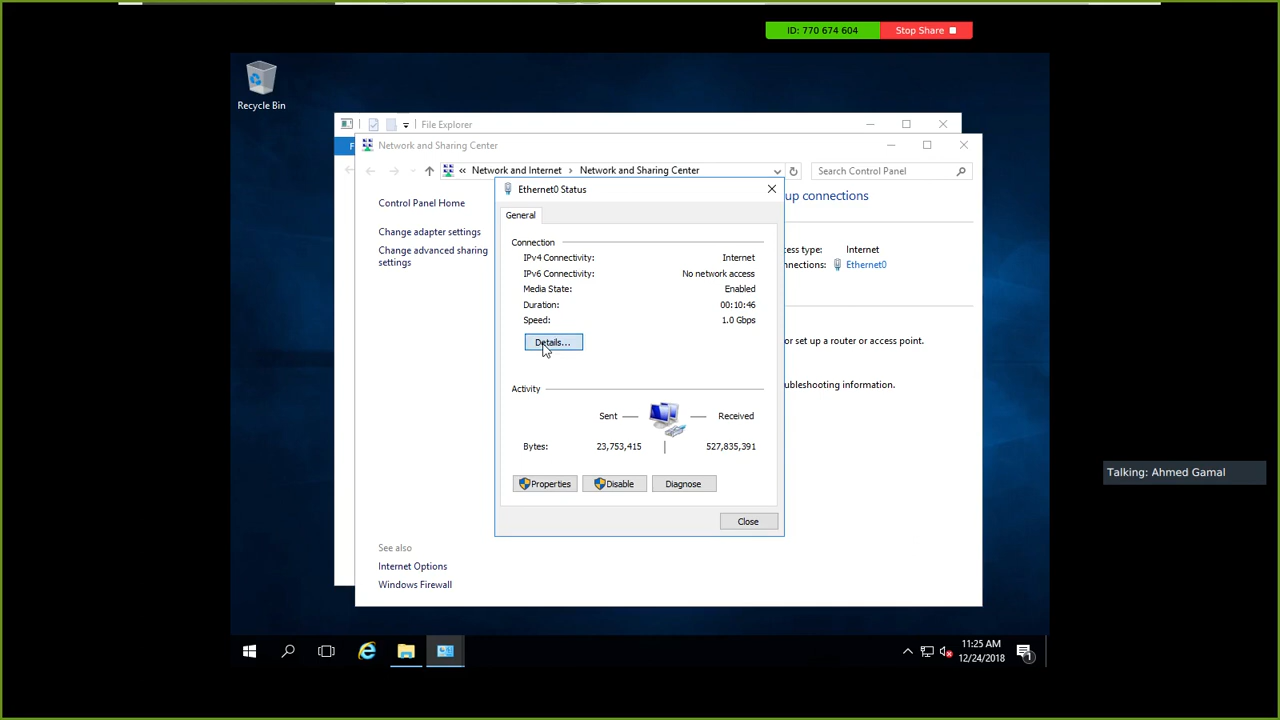 ID: 770 674 604
Stop Share
Recycle Bin
File Explorer
Network and Sharing Center
« Network and Internet > Network and Sharing Center
Search Control Panel
Ethernet0 Status
up connections
Control Panel Home
General
Change adapter settings
Change advanced sharing
settings
Connection
IPv4 Connectivity: Internet
IPv6 Connectivity: No network access
Media State: Enabled
Duration: 00:10:46
Speed: 1.0 Gbps
Details...
cess type: Internet
nnections: Ethernet0
or set up a router or access point.
ubleshooting information.
Activity
Sent — — Received
Bytes: 23,753,415 | 527,835,391
Properties
Disable
Diagnose
Close
Talking: Ahmed Gamal
See also
Internet Options
Windows Firewall
11:25 AM
12/24/2018
1